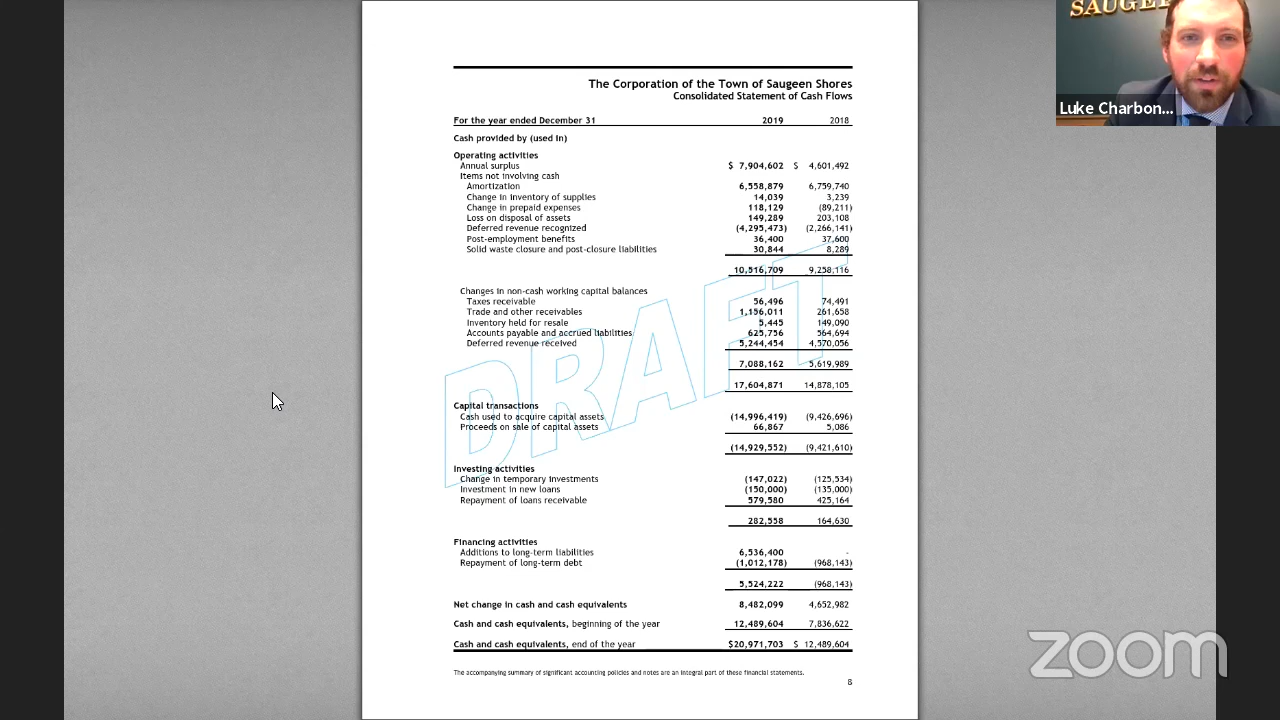 The Corporation of the Town of Saugeen Shores
Consolidated Statement of Cash Flows
For the year ended December 31 2019 2018
Cash provided by (used in)
Operating activities
Annual surplus $ 7,904,602 $ 4,601,492
Items not involving cash
Amortization 6,558,879 6,759,740
Change in inventory of supplies 14,039 3,239
Change in prepaid expenses 118,129 (89,211)
Loss on disposal of assets 149,289 203,108
Deferred revenue recognized (4,295,473) (2,266,141)
Post-employment benefits 36,400 37,600
Solid waste closure and post-closure liabilities 30,844 8,289
10,516,709 9,258,116
Changes in non-cash working capital balances
Taxes receivable 56,496 74,491
Trade and other receivables 1,156,011 261,658
Inventory held for resale 5,445 149,090
Accounts payable and accrued liabilities 625,756 564,694
Deferred revenue received 5,244,454 4,570,056
7,088,162 5,619,989
17,604,871 14,878,105
Capital transactions
Cash used to acquire capital assets (14,996,419) (9,426,696)
Proceeds on sale of capital assets 66,867 5,086
(14,929,552) (9,421,610)
Investing activities
Change in temporary investments (147,022) (125,534)
Investment in new loans (150,000) (135,000)
Repayment of loans receivable 579,580 425,164
282,558 164,630
Financing activities
Additions to long-term liabilities 6,536,400 -
Repayment of long-term debt (1,012,178) (968,143)
5,524,222 (968,143)
Net change in cash and cash equivalents 8,482,099 4,652,982
Cash and cash equivalents, beginning of the year 12,489,604 7,836,622
Cash and cash equivalents, end of the year $20,971,703 $ 12,489,604
The accompanying summary of significant accounting policies and notes are an integral part of these financial statements.
8
DRAFT
SAUGE
Luke Charbon...
zoom